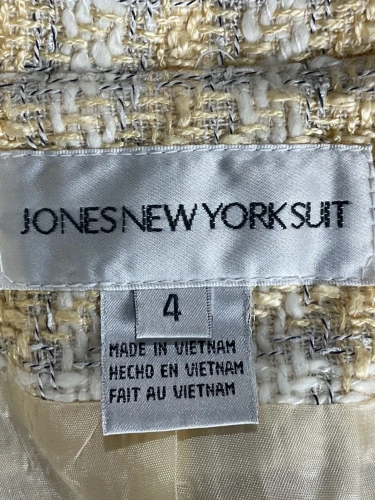 JONES NEW YORK SUIT
4
MADE IN VIETNAM
HECHO EN VIETNAM
FAIT AU VIETNAM